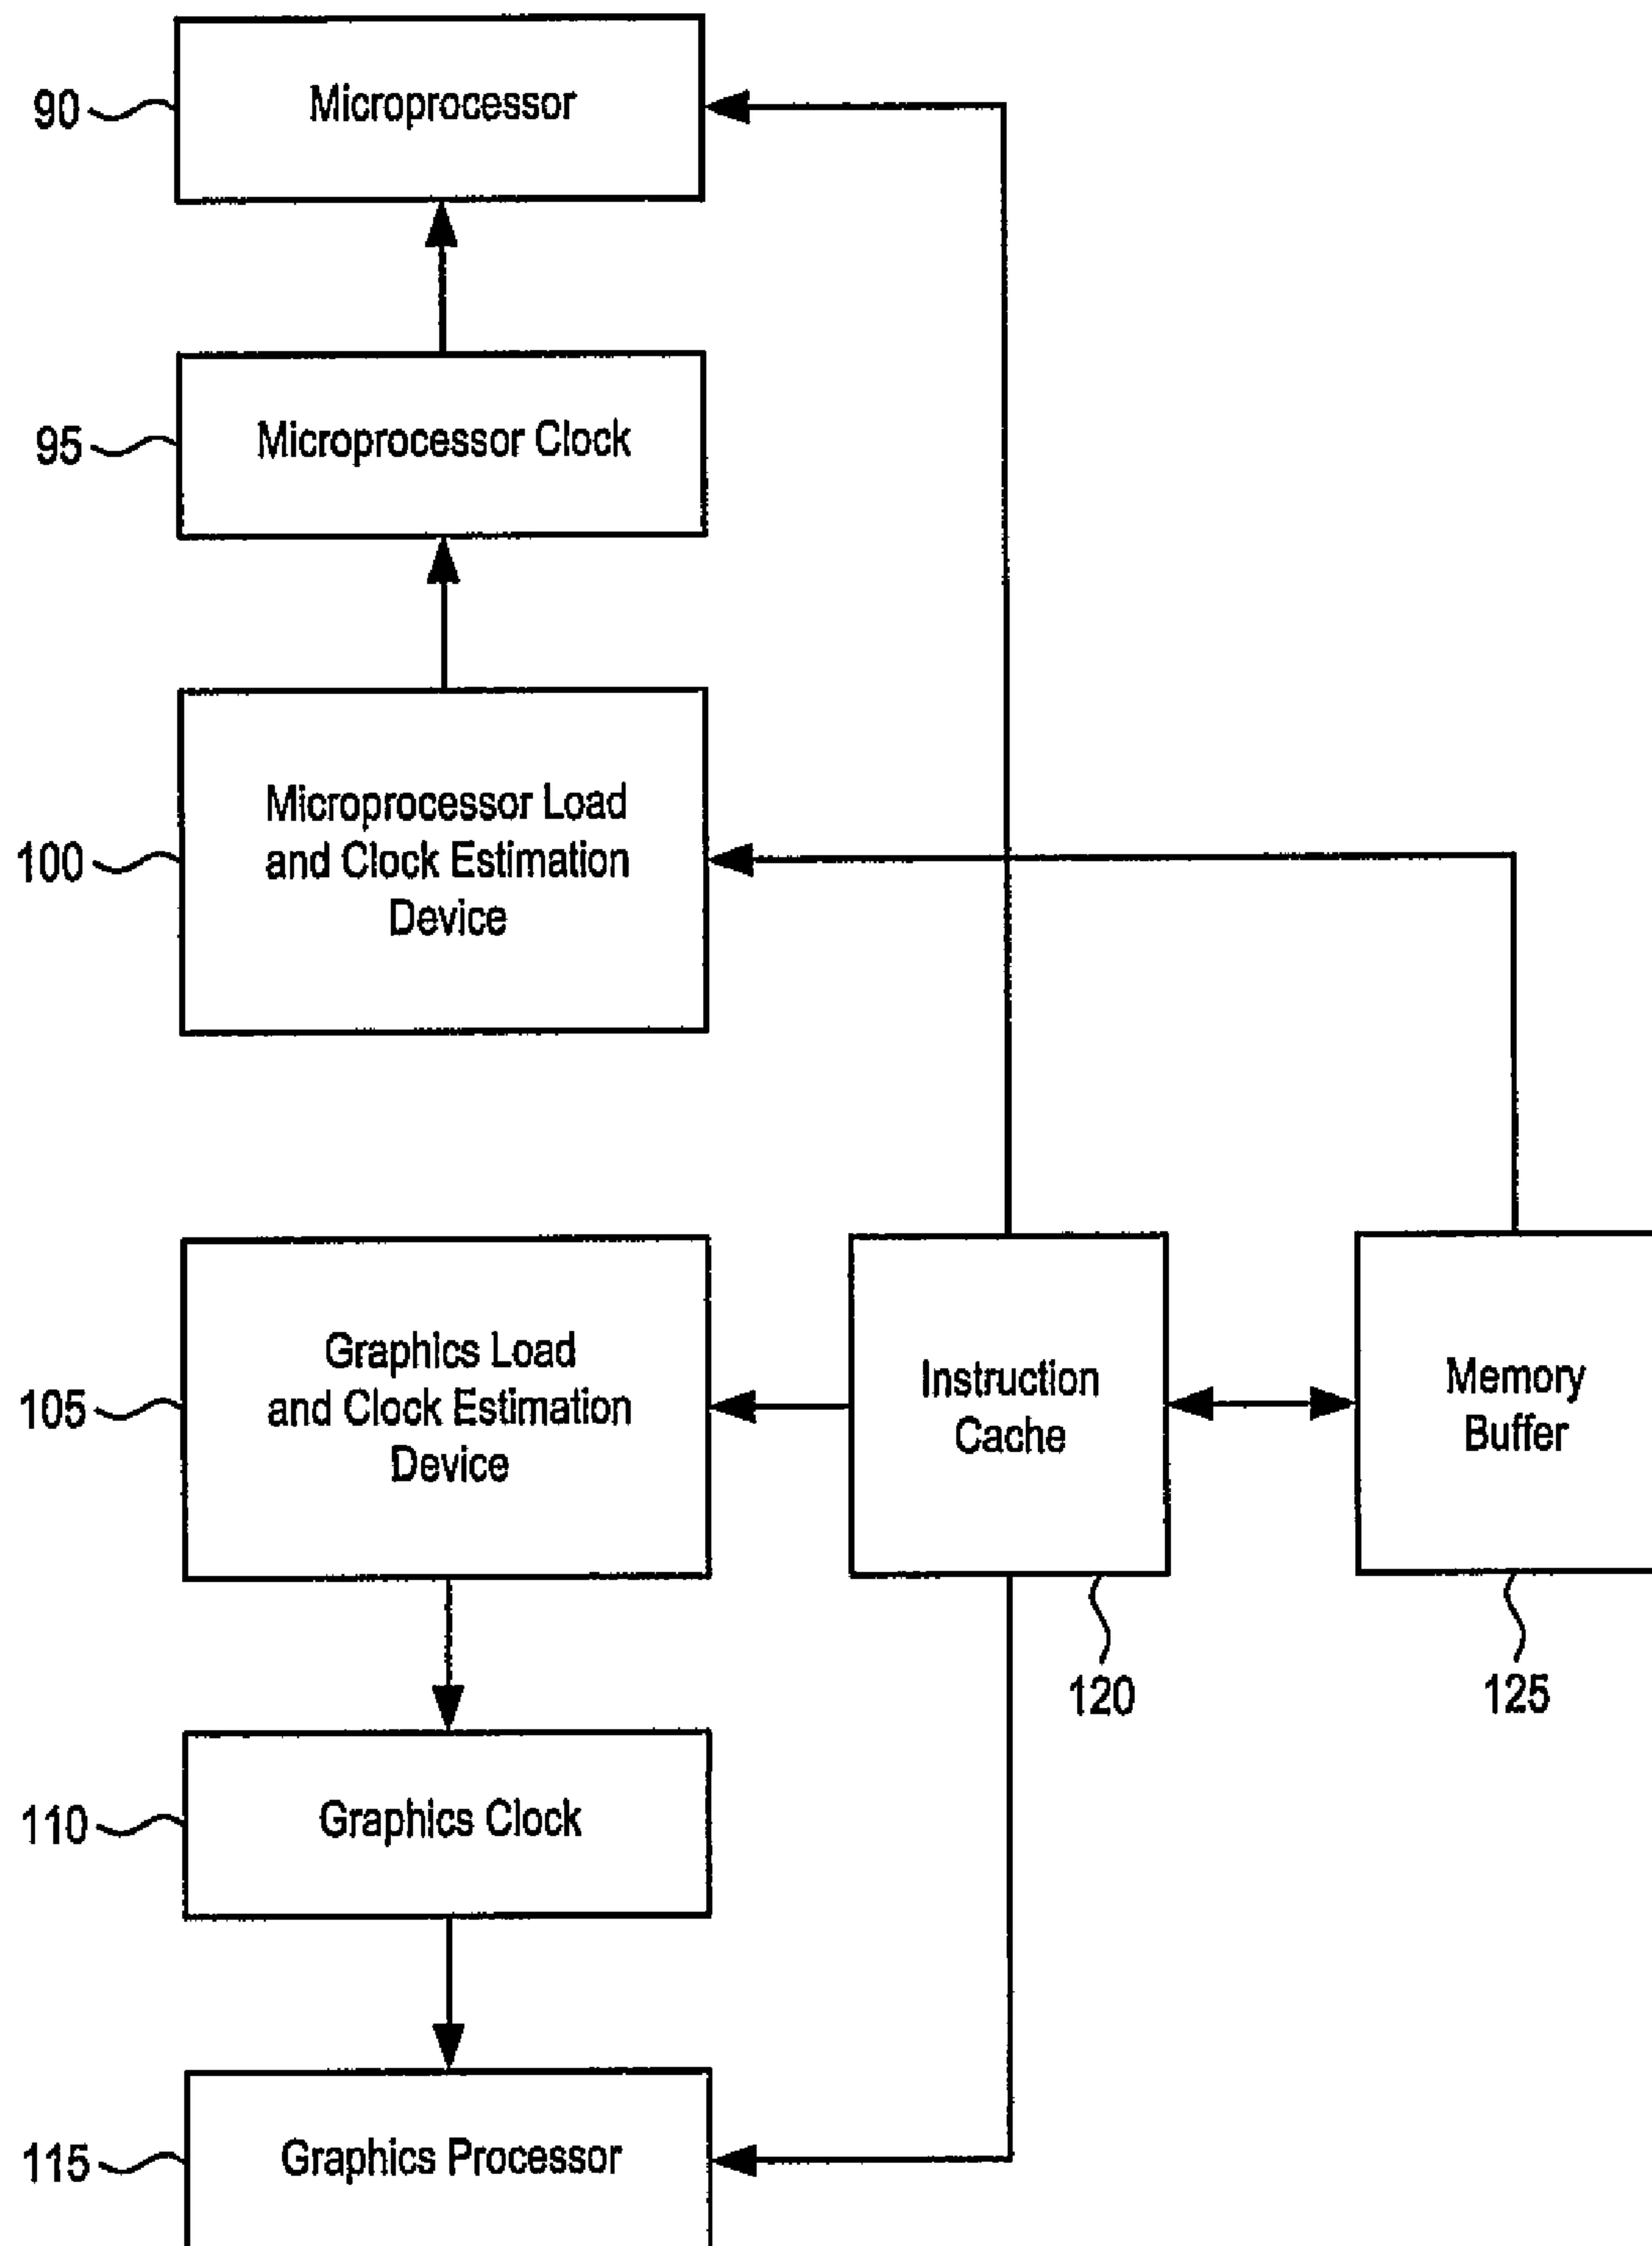 90
Microprocessor
95
Microprocessor Clock
100
Microprocessor Load
and Clock Estimation
Device
105
Graphics Load
and Clock Estimation
Device
Instruction
Cache
Memory
Buffer
120
125
110
Graphics Clock
115
Graphics Processor